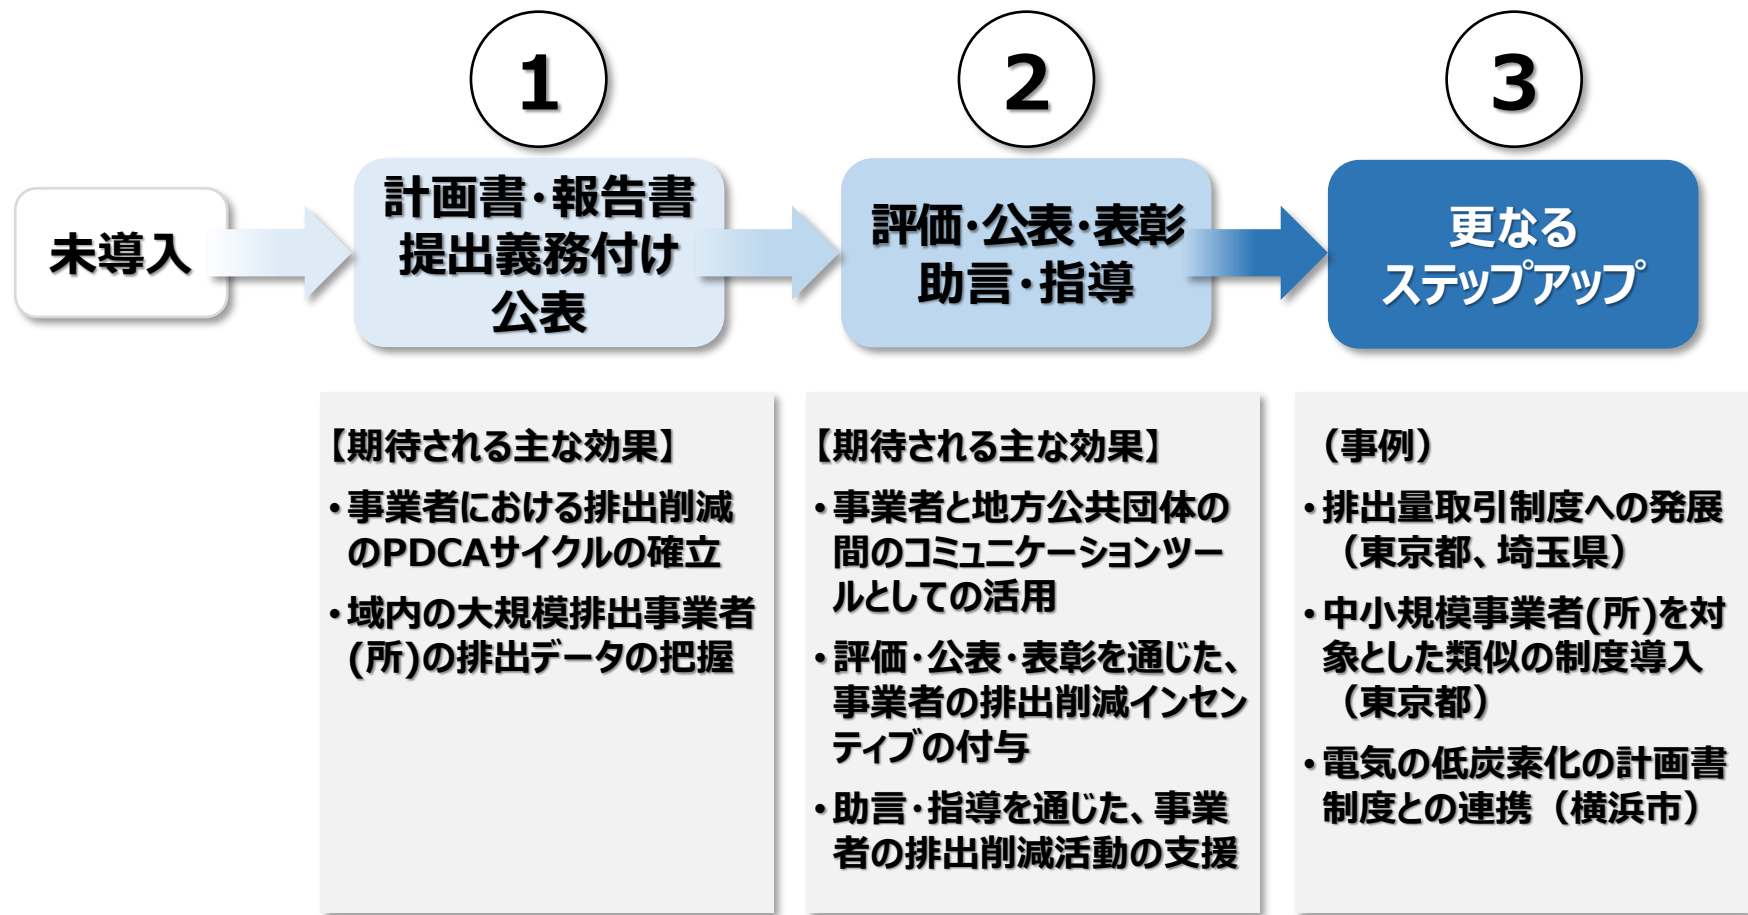 1
2
3
未導入
計画書・報告書
提出義務付け
公表
評価・公表・表彰
助言・指導
更なる
ステップアップ
【期待される主な効果】
・事業者における排出削減
のPDCAサイクルの確立
・域内の大規模排出事業者
(所)の排出データの把握
【期待される主な効果】
・事業者と地方公共団体の
間のコミュニケーションツー
ルとしての活用
・評価・公表・表彰を通じた、
事業者の排出削減インセン
ティブの付与
・助言・指導を通じた、事業
者の排出削減活動の支援
（事例）
・排出量取引制度への発展
（東京都、埼玉県）
・中小規模事業者(所)を対
象とした類似の制度導入
（東京都）
・電気の低炭素化の計画書
制度との連携（横浜市）